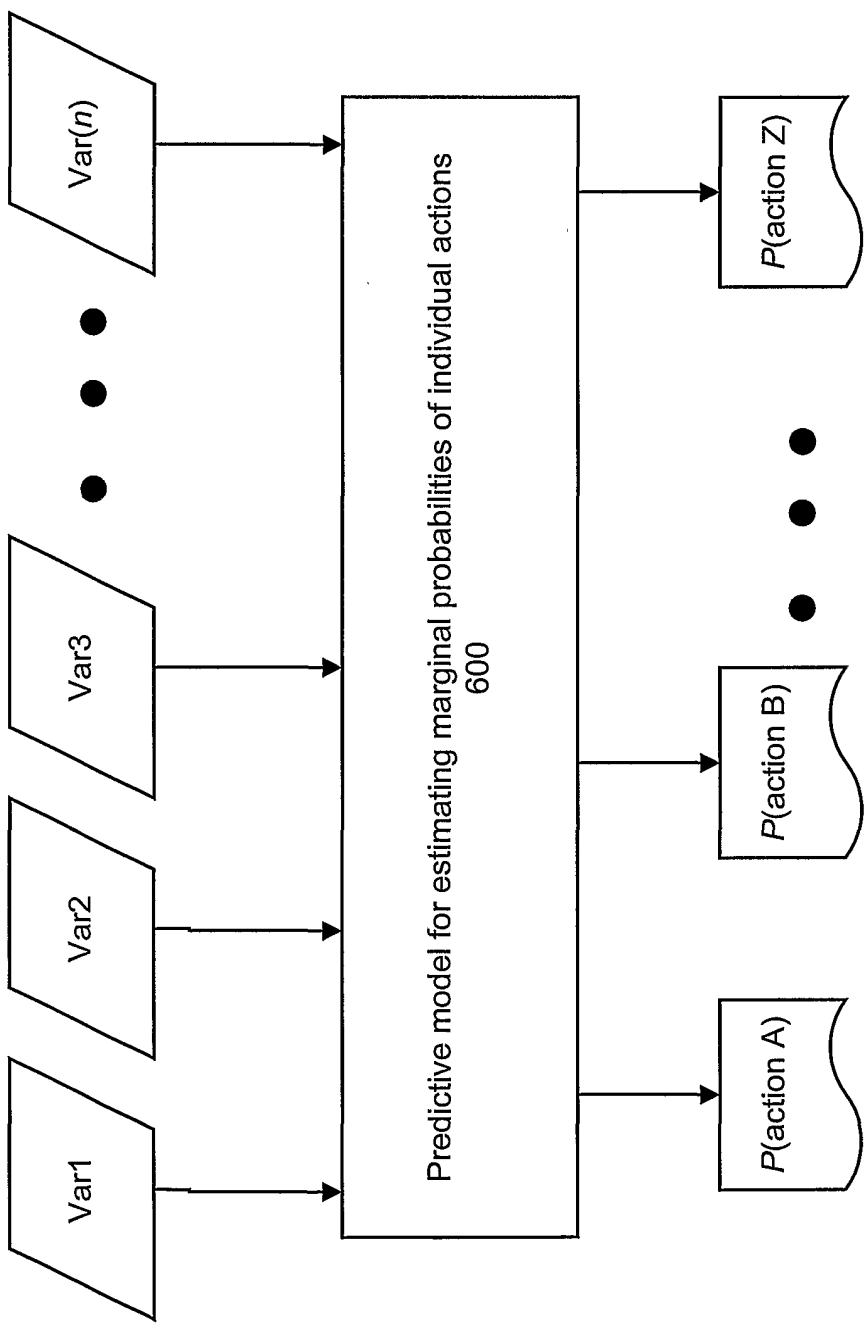 Var1
Var2
Var3
Var(n)
Predictive model for estimating marginal probabilities of individual actions
600
P(action A)
P(action B)
P(action Z)